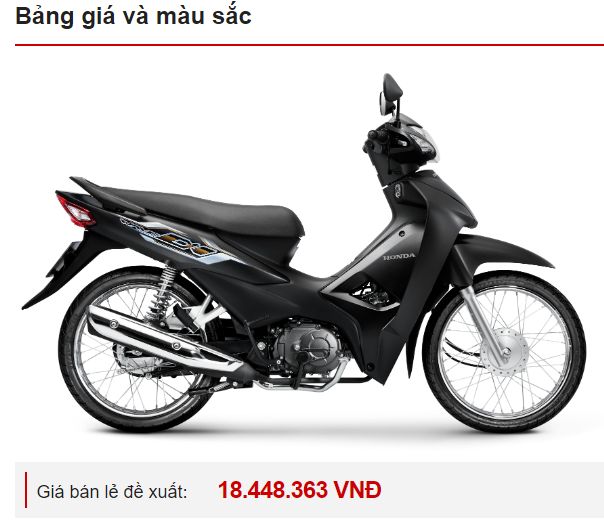 Bảng giá và màu sắc
HONDA
Giá bán lẻ đề xuất: 18.448.363 VNĐ